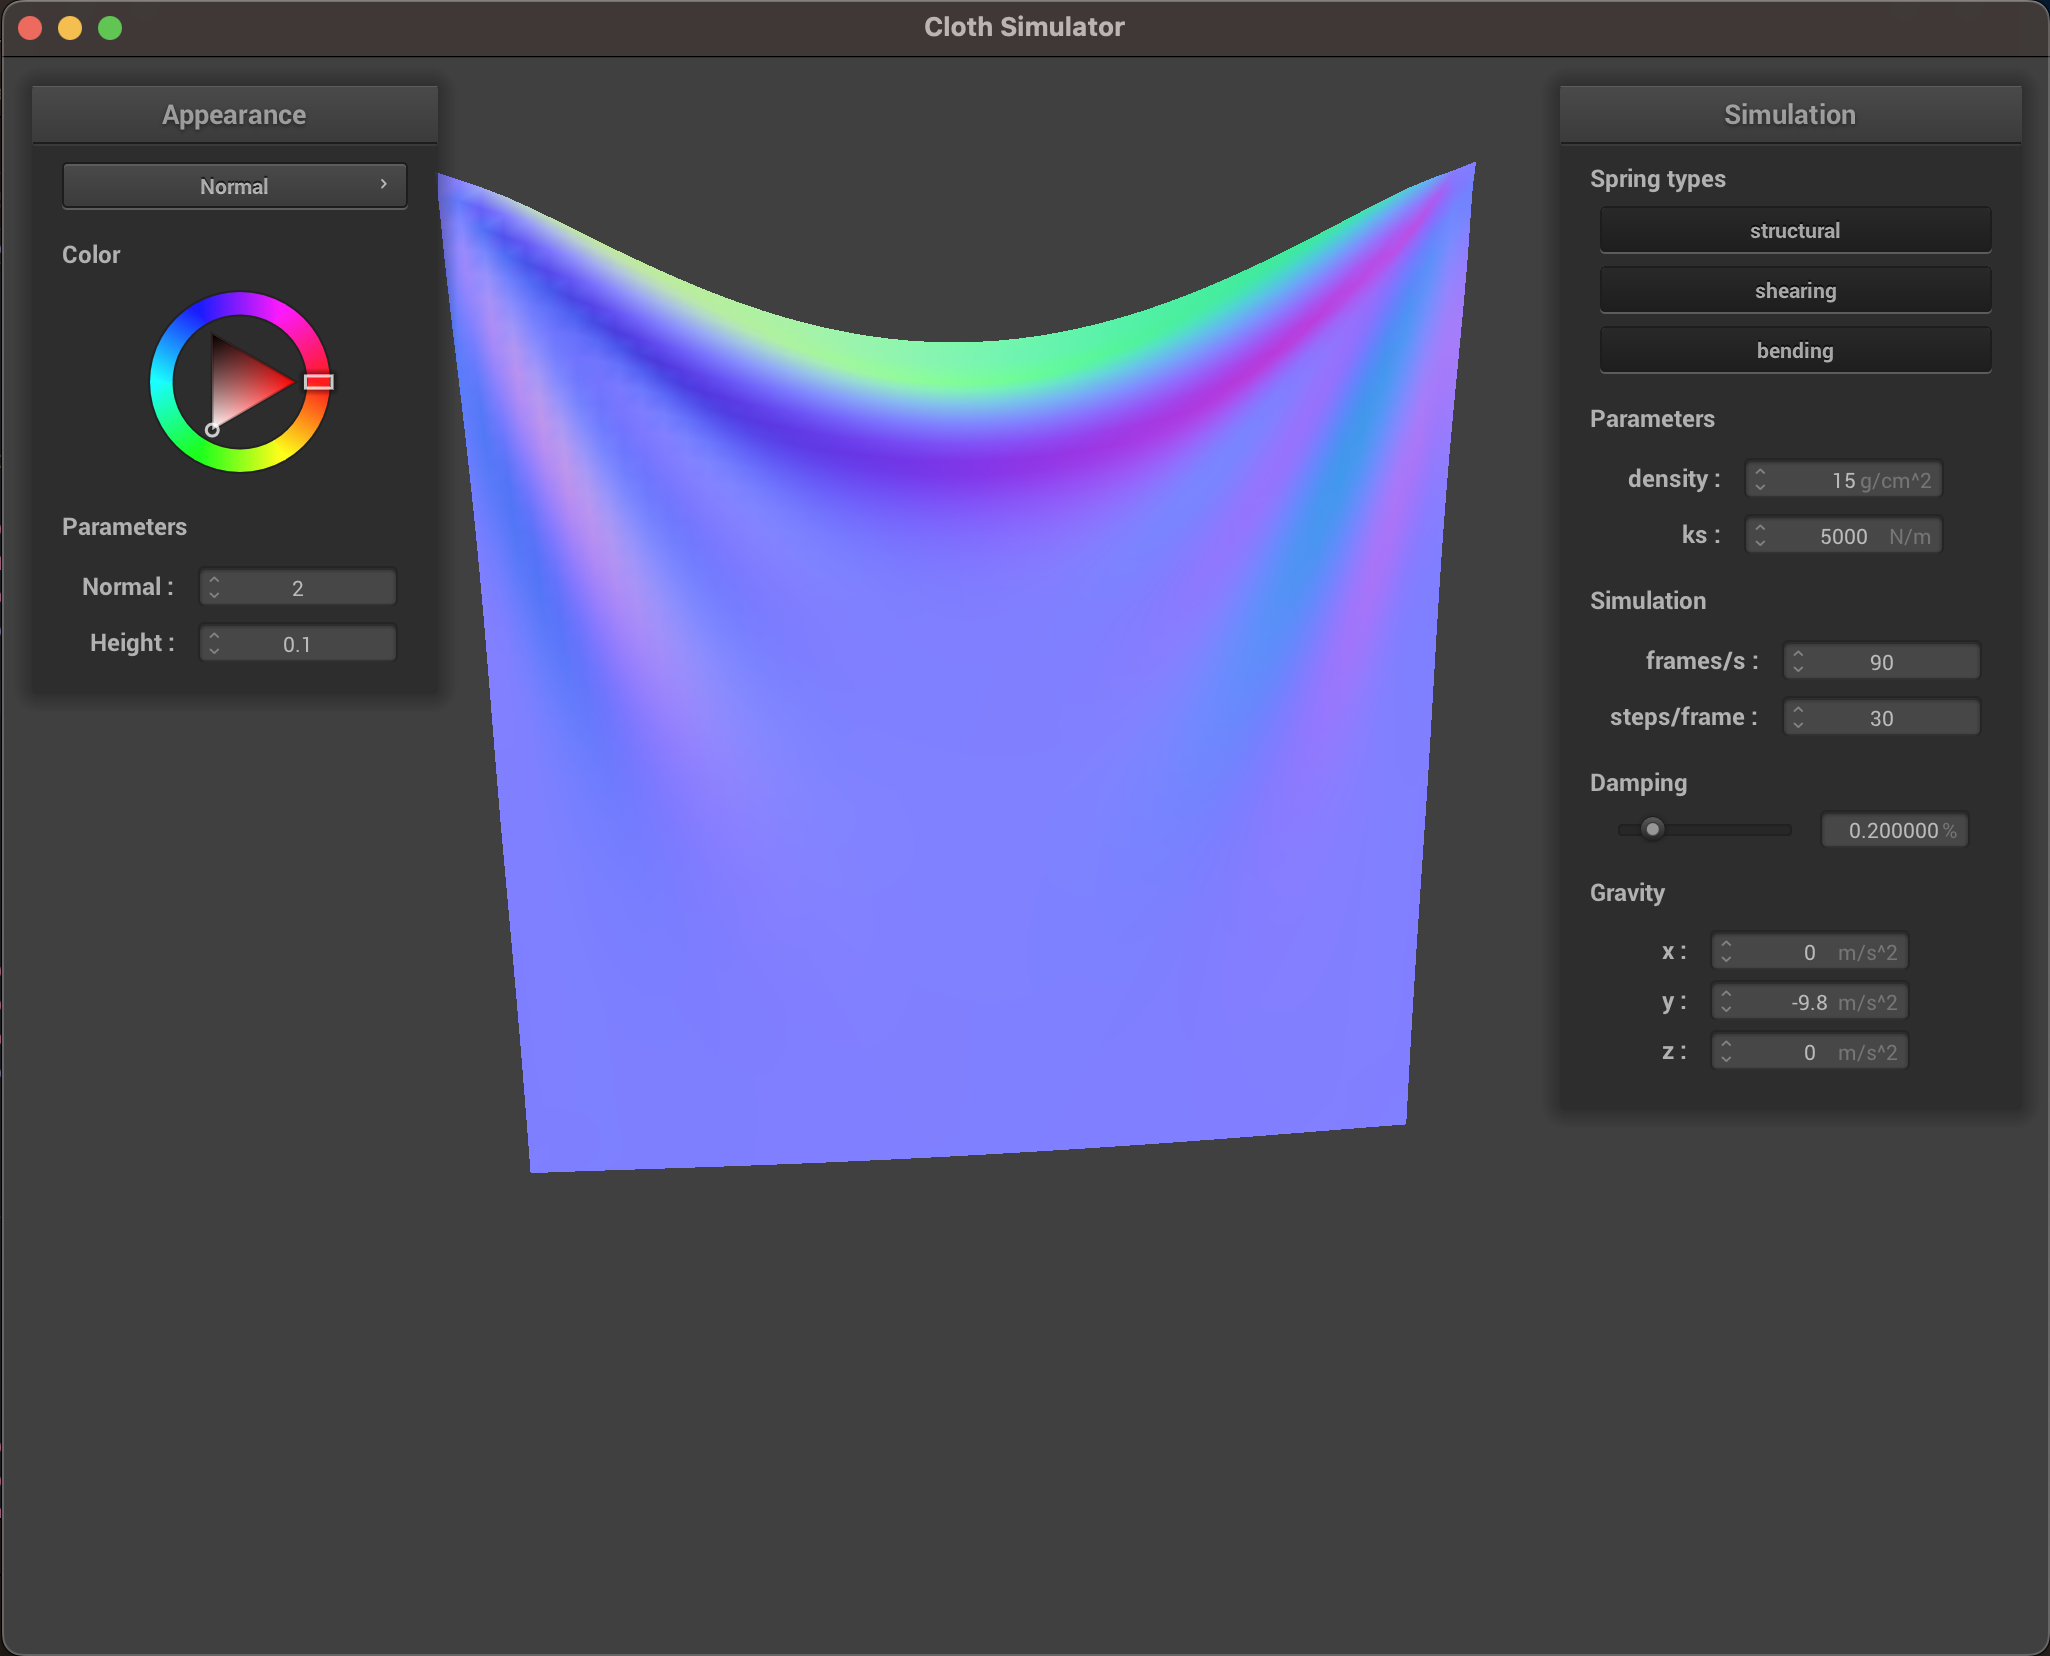 Cloth Simulator
Appearance
Normal
Color
Parameters
Normal : 2
Height : 0.1
Simulation
Spring types
structural
shearing
bending
Parameters
density : 15 g/cm^2
ks : 5000 N/m
Simulation
frames/s : 90
steps/frame : 30
Damping
0.200000 %
Gravity
x : 0 m/s^2
y : -9.8 m/s^2
z : 0 m/s^2